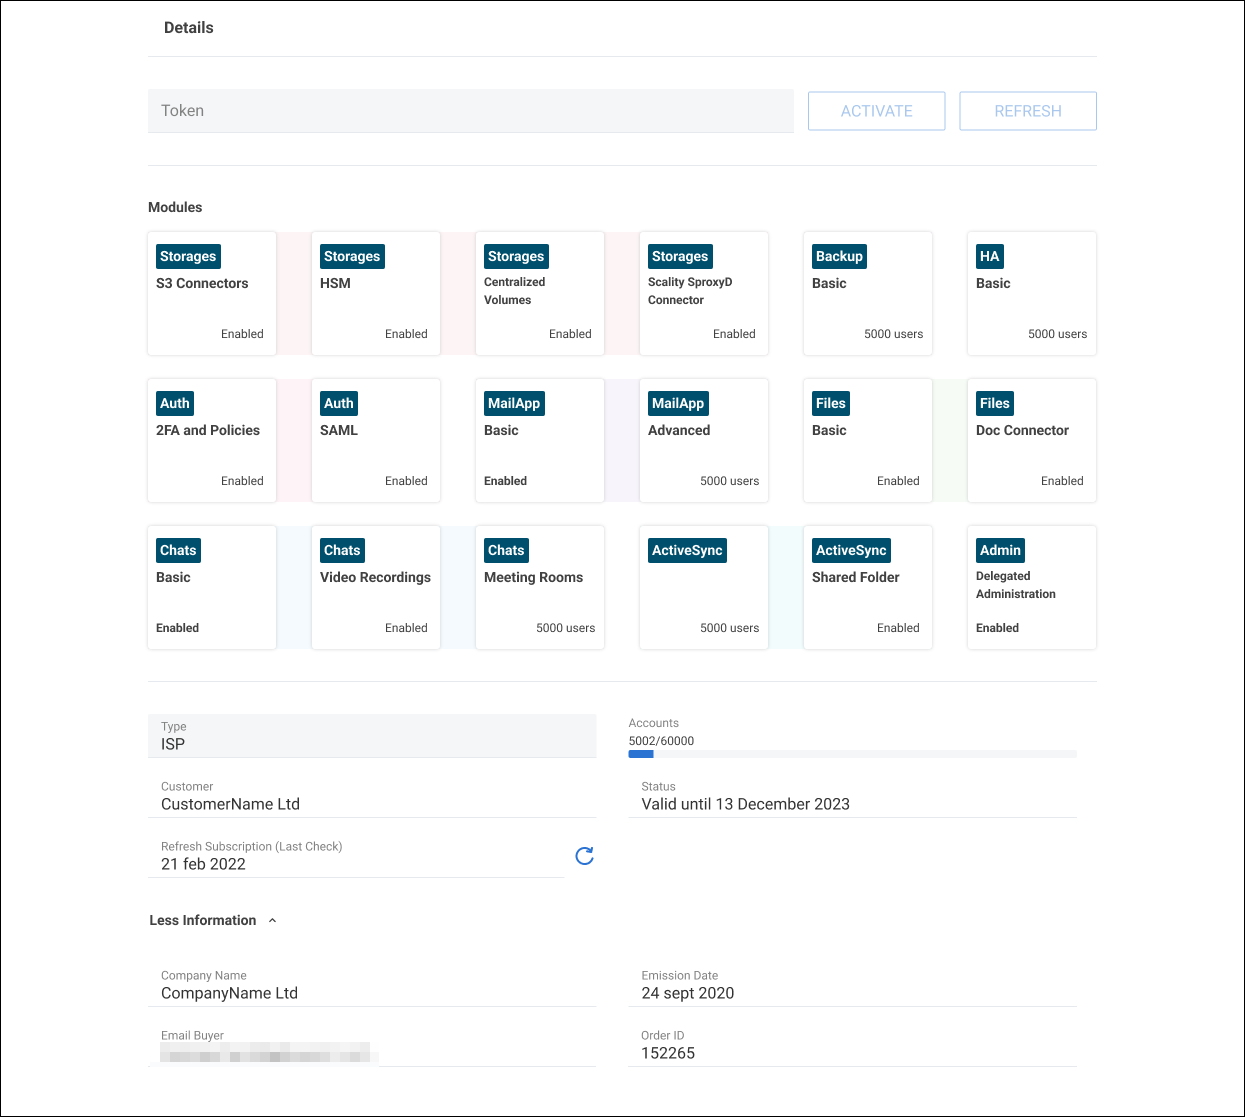 Details
Token
ACTIVATE
REFRESH
Modules
Storages
S3 Connectors
Enabled
Storages
HSM
Enabled
Storages
Centralized
Volumes
Enabled
Storages
Scality SproxyD
Connector
Enabled
Backup
Basic
5000 users
HA
Basic
5000 users
Auth
2FA and Policies
Enabled
Auth
SAML
Enabled
MailApp
Basic
Enabled
MailApp
Advanced
5000 users
Files
Basic
Enabled
Files
Doc Connector
Enabled
Chats
Basic
Enabled
Chats
Video Recordings
Enabled
Chats
Meeting Rooms
5000 users
ActiveSync
5000 users
ActiveSync
Shared Folder
Enabled
Admin
Delegated
Administration
Enabled
Type
ISP
Accounts
5002/60000
Customer
CustomerName Ltd
Status
Valid until 13 December 2023
Refresh Subscription (Last Check)
21 feb 2022
Less Information
Company Name
CompanyName Ltd
Emission Date
24 sept 2020
Email Buyer
Order ID
152265